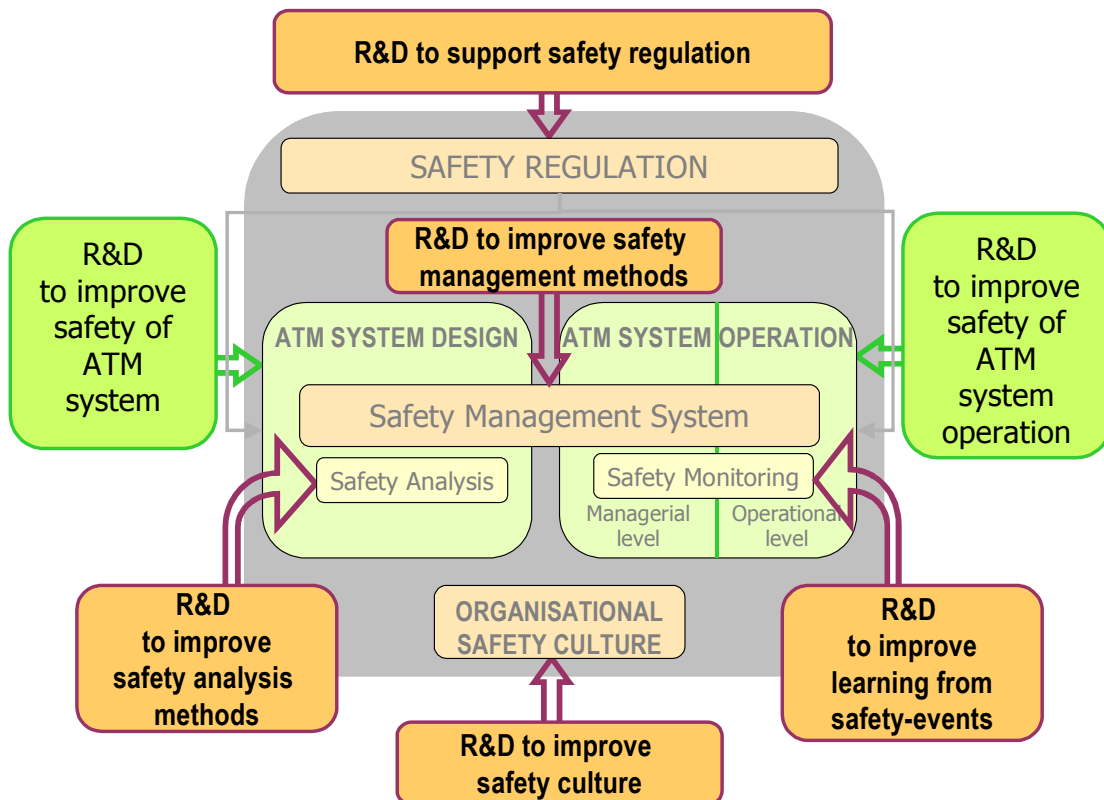 R&D to support safety regulation
SAFETY REGULATION
R&D
to improve
safety of
ATM
system
R&D to improve safety
management methods
R&D
to improve
safety of
ATM
system
operation
ATM SYSTEM DESIGN
ATM SYSTEM OPERATION
Safety Management System
Safety Analysis
Safety Monitoring
Managerial
level
Operational
level
R&D
to improve
safety analysis
methods
ORGANISATIONAL
SAFETY CULTURE
R&D
to improve
learning from
safety-events
R&D to improve
safety culture